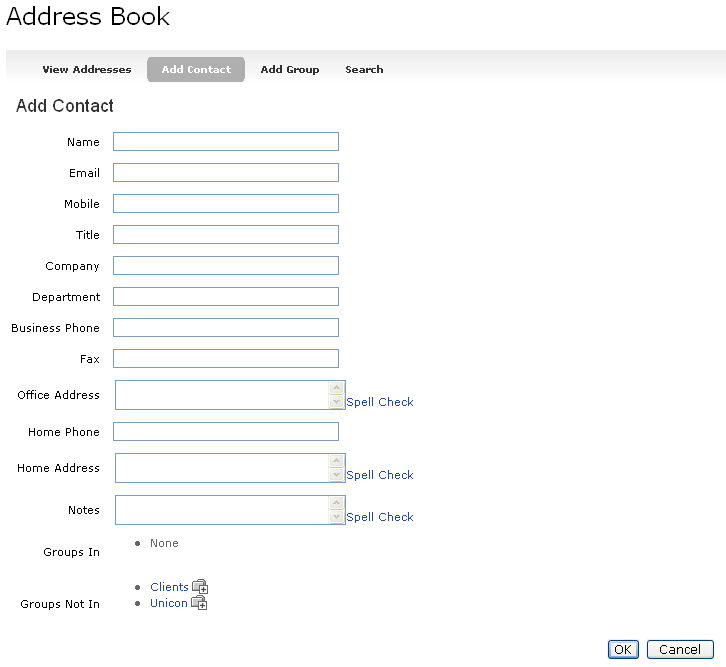 Address Book
View Addresses Add Contact Add Group Search
Add Contact
Name
Email
Mobile
Title
Company
Department
Business Phone
Fax
Office Address Spell Check
Home Phone
Home Address Spell Check
Notes Spell Check
Groups In • None
Groups Not In • Clients
• Unicon
OK Cancel